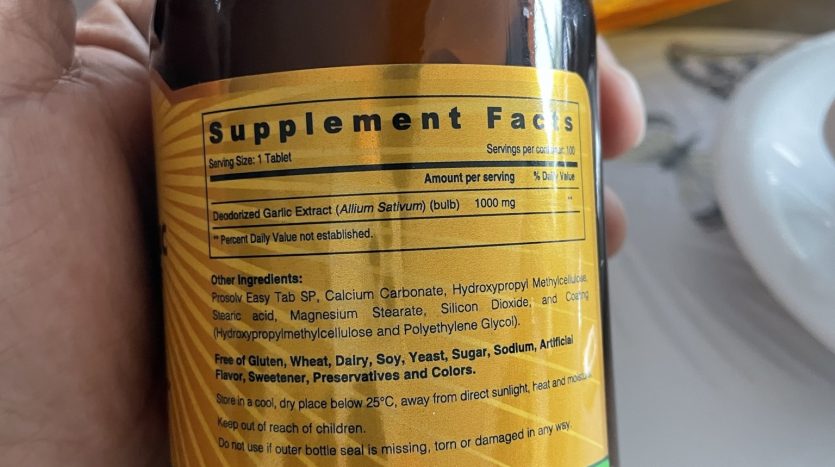 Supplement Facts
Serving Size: 1 Tablet Servings per container: 100
Amount per serving % Daily Value
Deodorized Garlic Extract (Allium Sativum) (bulb) 1000 mg **
** Percent Daily Value not established.
Other Ingredients:
Prosolv Easy Tab SP, Calcium Carbonate, Hydroxypropyl Methylcellulose,
Stearic acid, Magnesium Stearate, Silicon Dioxide, and Coating
(Hydroxypropylmethylcellulose and Polyethylene Glycol).
Free of Gluten, Wheat, Dairy, Soy, Yeast, Sugar, Sodium, Artificial
Flavor, Sweetener, Preservatives and Colors.
Store in a cool, dry place below 25°C, away from direct sunlight, heat and moisture.
Keep out of reach of children.
Do not use if outer bottle seal is missing, torn or damaged in any way.